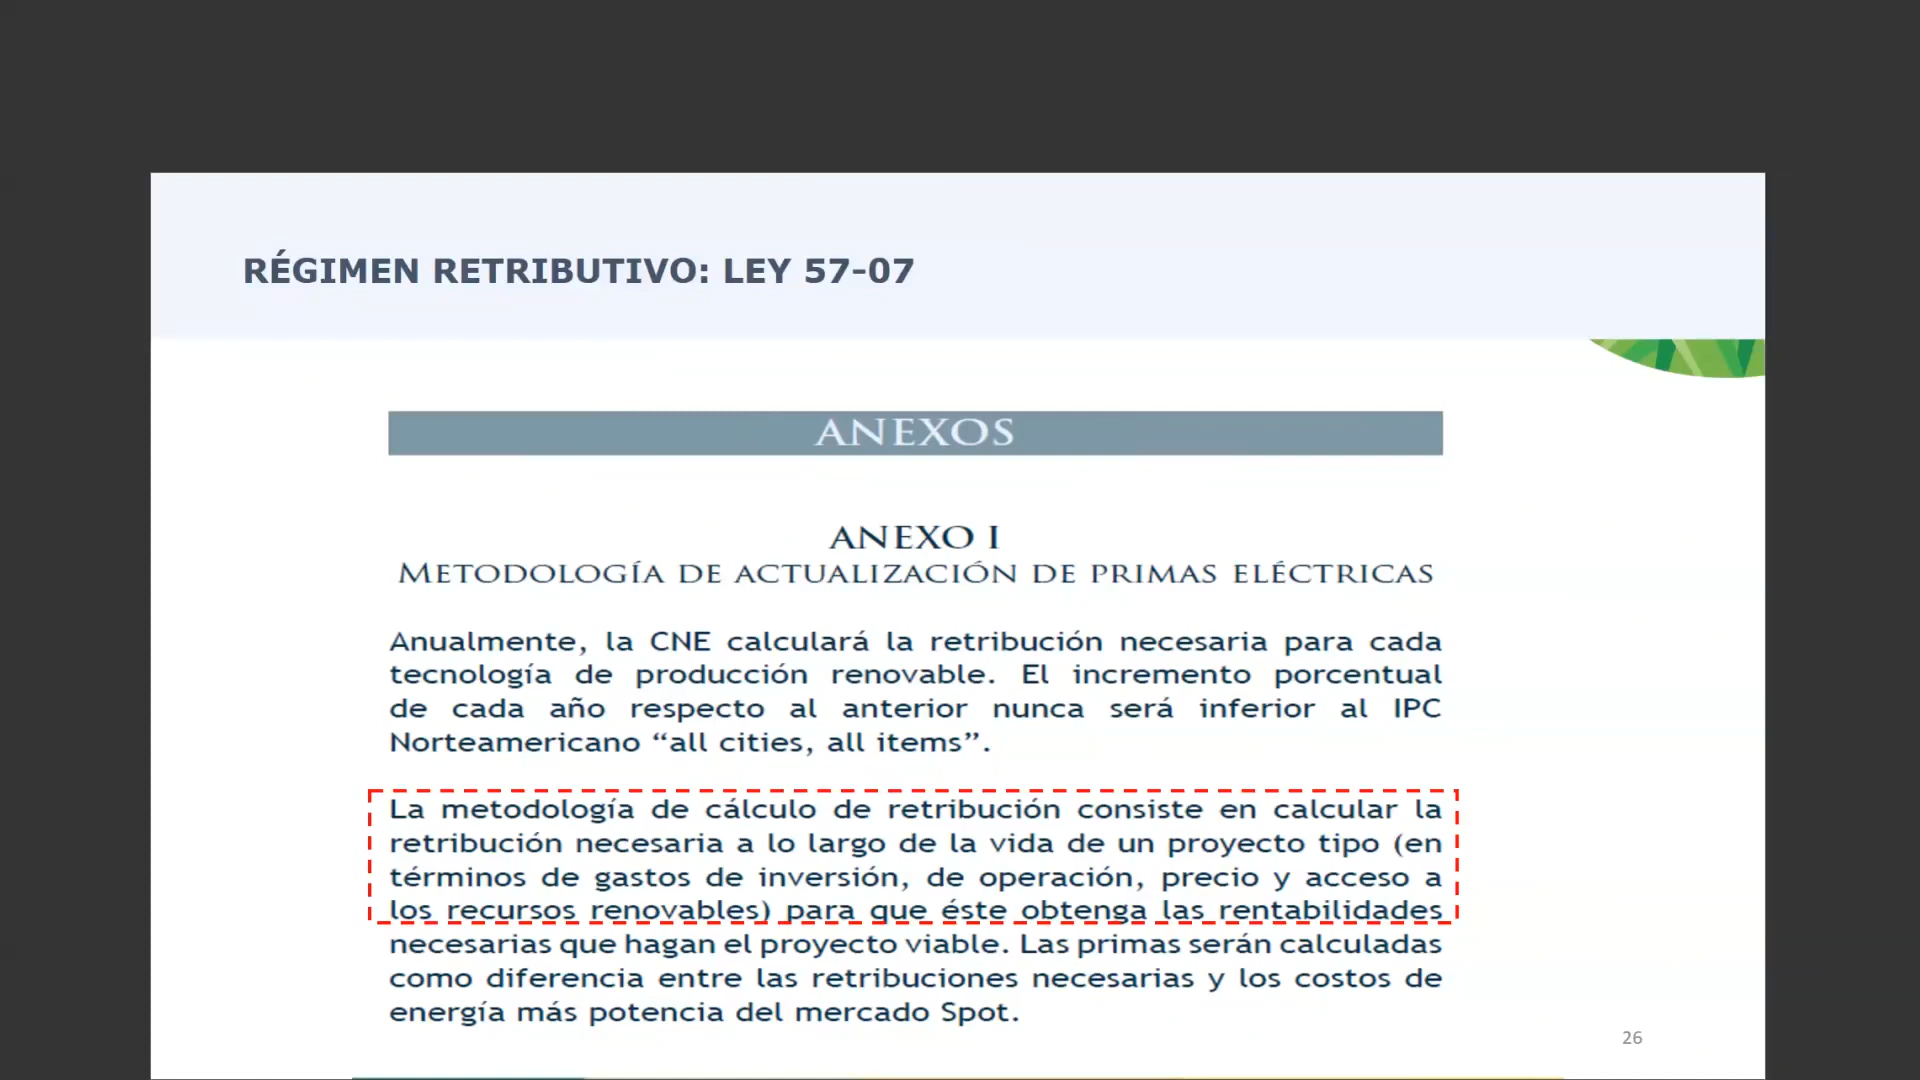 RÉGIMEN RETRIBUTIVO: LEY 57-07
ANEXOS
ANEXO I
METODOLOGÍA DE ACTUALIZACIÓN DE PRIMAS ELÉCTRICAS
Anualmente, la CNE calculará la retribución necesaria para cada
tecnología de producción renovable. El incremento porcentual
de cada año respecto al anterior nunca será inferior al IPC
Norteamericano “all cities, all items”.
La metodología de cálculo de retribución consiste en calcular la
retribución necesaria a lo largo de la vida de un proyecto tipo (en
términos de gastos de inversión, de operación, precio y acceso a
los recursos renovables) para que éste obtenga las rentabilidades
necesarias que hagan el proyecto viable. Las primas serán calculadas
como diferencia entre las retribuciones necesarias y los costos de
energía más potencia del mercado Spot.
26